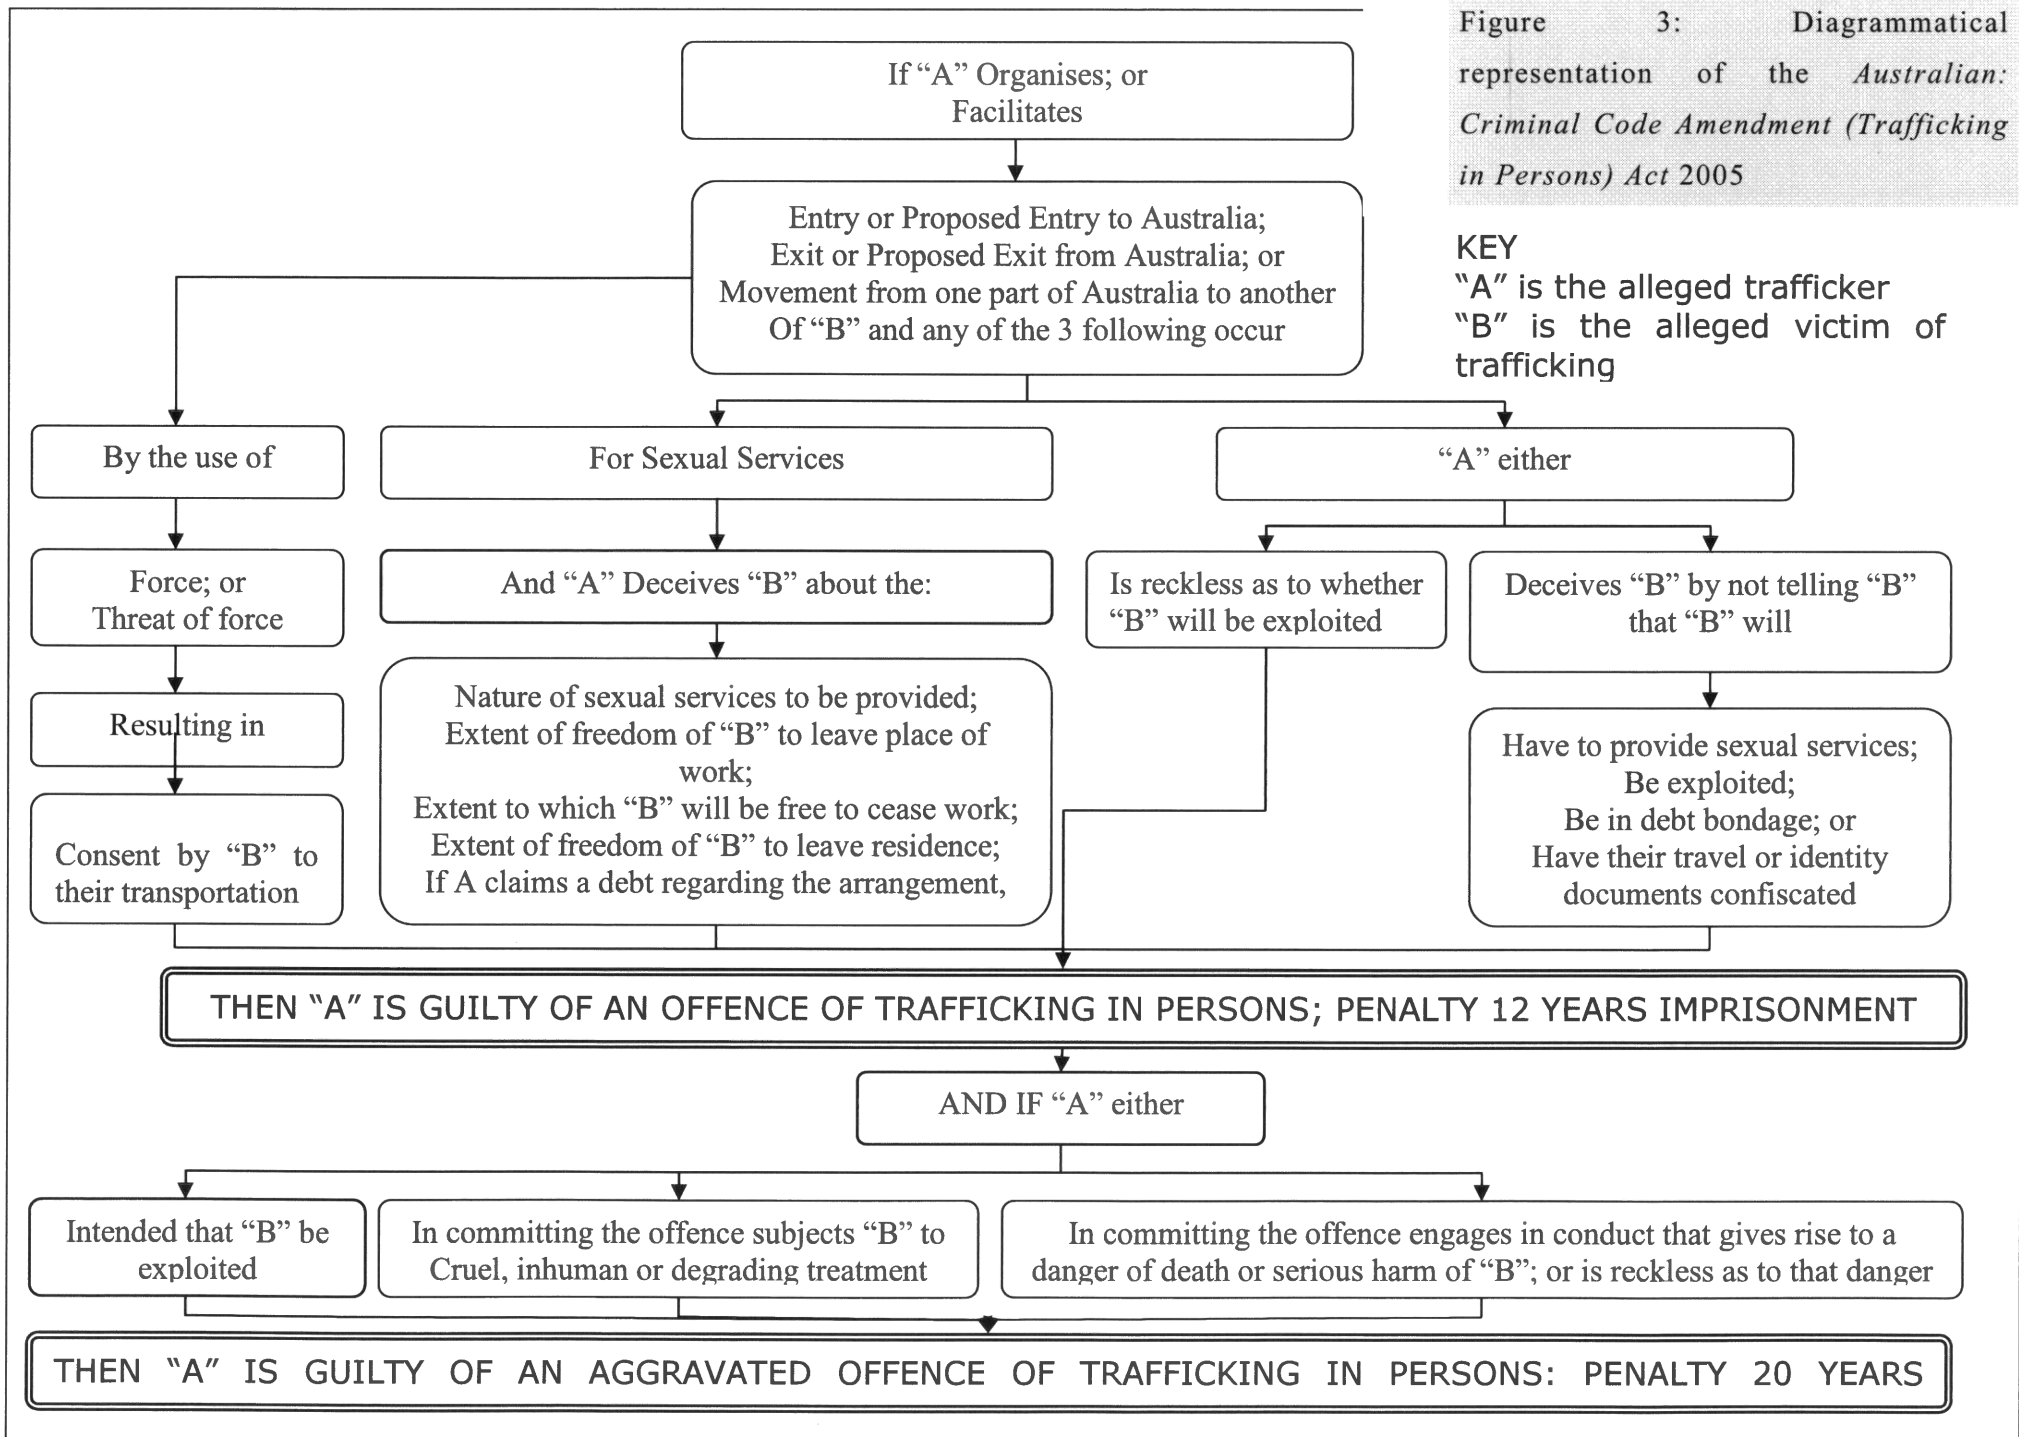 Figure 3: Diagrammatical
representation of the Australian:
Criminal Code Amendment (Trafficking
in Persons) Act 2005
KEY
“A” is the alleged trafficker
“B” is the alleged victim of
trafficking
If “A” Organises; or
Facilitates
Entry or Proposed Entry to Australia;
Exit or Proposed Exit from Australia; or
Movement from one part of Australia to another
Of “B” and any of the 3 following occur
By the use of
Force; or
Threat of force
Resulting in
Consent by “B” to
their transportation
For Sexual Services
And “A” Deceives “B” about the:
Nature of sexual services to be provided;
Extent of freedom of “B” to leave place of
work;
Extent to which “B” will be free to cease work;
Extent of freedom of “B” to leave residence;
If A claims a debt regarding the arrangement,
“A” either
Is reckless as to whether
“B” will be exploited
Deceives “B” by not telling “B”
that “B” will
Have to provide sexual services;
Be exploited;
Be in debt bondage; or
Have their travel or identity
documents confiscated
THEN “A” IS GUILTY OF AN OFFENCE OF TRAFFICKING IN PERSONS; PENALTY 12 YEARS IMPRISONMENT
AND IF “A” either
Intended that “B” be
exploited
In committing the offence subjects “B” to
Cruel, inhuman or degrading treatment
In committing the offence engages in conduct that gives rise to a
danger of death or serious harm of “B”; or is reckless as to that danger
THEN “A” IS GUILTY OF AN AGGRAVATED OFFENCE OF TRAFFICKING IN PERSONS: PENALTY 20 YEARS